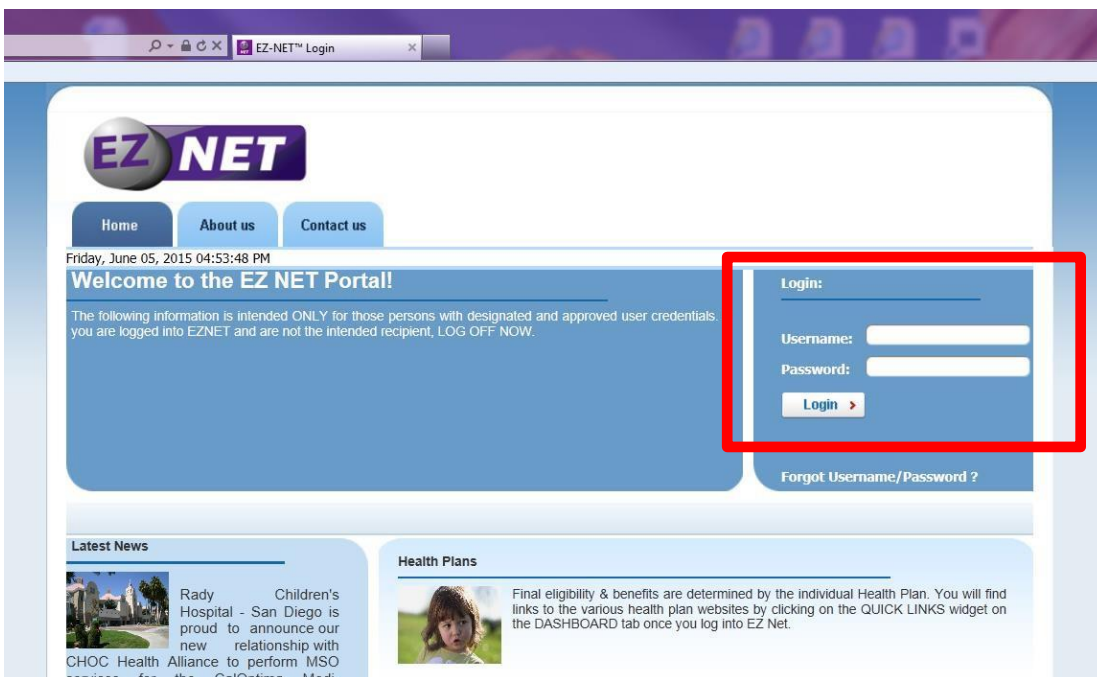 EZ-NET™ Login
EZ NET
Home
About us
Contact us
Friday, June 05, 2015 04:53:48 PM
Welcome to the EZ NET Portal!
The following information is intended ONLY for those persons with designated and approved user credentials.
you are logged into EZNET and are not the intended recipient, LOG OFF NOW.
Login:
Username:
Password:
Login
Forgot Username/Password ?
Latest News
Rady Children's
Hospital - San Diego is
proud to announce our
new relationship with
CHOC Health Alliance to perform MSO
services for the CalOptima Medi-
Health Plans
Final eligibility & benefits are determined by the individual Health Plan. You will find
links to the various health plan websites by clicking on the QUICK LINKS widget on
the DASHBOARD tab once you log into EZ Net.